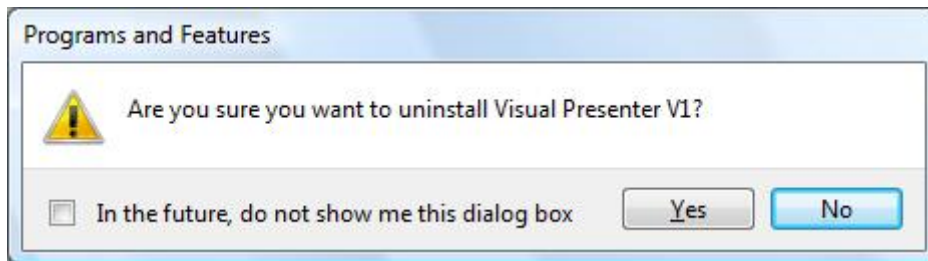 Programs and Features
Are you sure you want to uninstall Visual Presenter V1?
In the future, do not show me this dialog box
Yes
No